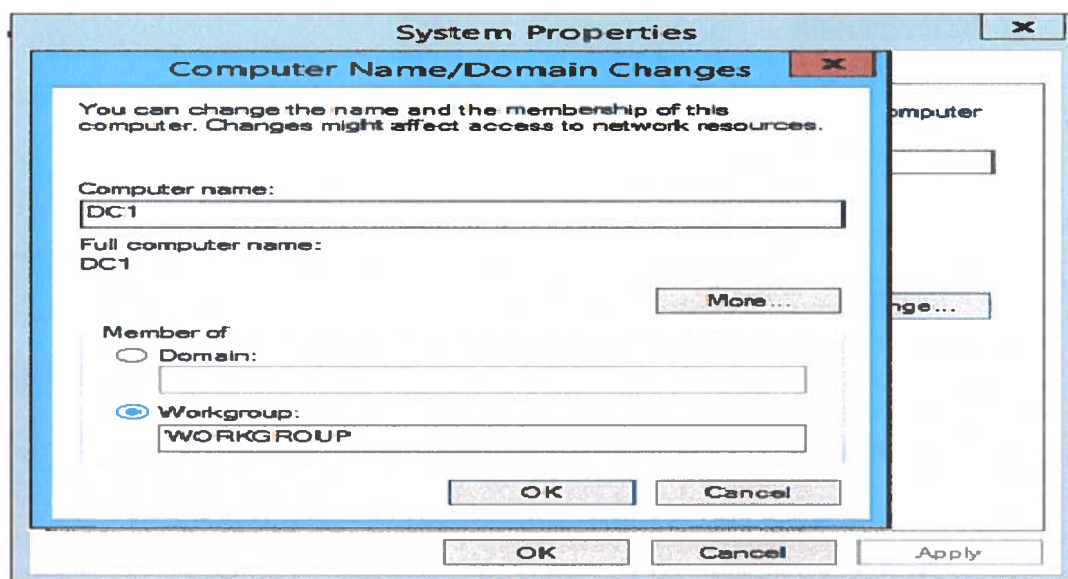 System Properties
Computer Name/Domain Changes
You can change the name and the membership of this
computer. Changes might affect access to network resources.
omputer
Computer name:
DC1
Full computer name:
DC1
More...
nge...
Member of
Domain:
Workgroup:
WORKGROUP
OK
Cancel
OK
Cancel
Apply